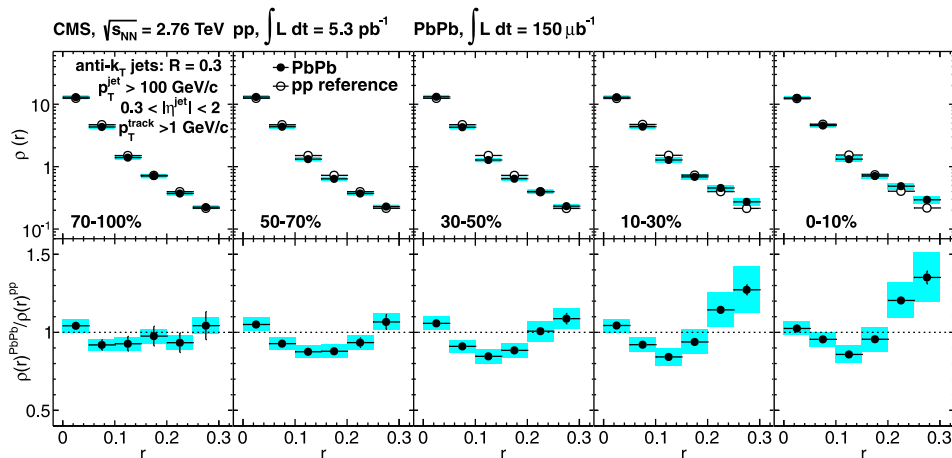 CMS, √s_NN = 2.76 TeV pp, ∫ L dt = 5.3 pb⁻¹ PbPb, ∫ L dt = 150 μb⁻¹
anti-k_T jets: R = 0.3
p_T^jet > 100 GeV/c
0.3 < |η^jet| < 2
p_T^track >1 GeV/c
PbPb
pp reference
ρ (r)
10
1
10⁻¹
70-100%
50-70%
30-50%
10-30%
0-10%
ρ(r)^PbPb/ρ(r)^pp
1.5
1
0.5
0 0.1 0.2 0.3
0 0.1 0.2 0.3
0 0.1 0.2 0.3
0 0.1 0.2 0.3
0 0.1 0.2 0.3
r
r
r
r
r